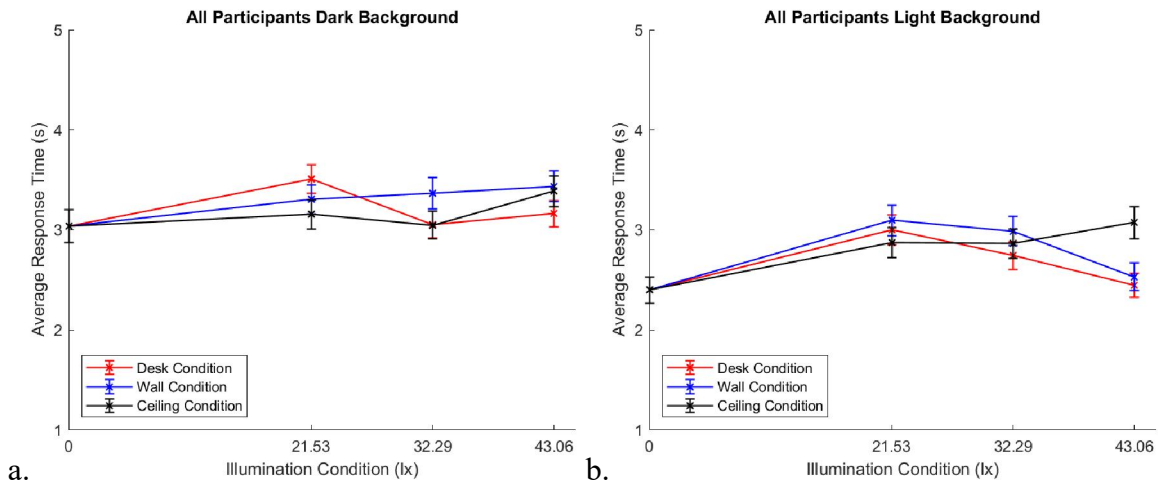 All Participants Dark Background
5
4
3
2
1
Average Response Time (s)
Desk Condition
Wall Condition
Ceiling Condition
0 21.53 32.29 43.06
Illumination Condition (lx)
a.
All Participants Light Background
5
4
3
2
1
Average Response Time (s)
Desk Condition
Wall Condition
Ceiling Condition
0 21.53 32.29 43.06
Illumination Condition (lx)
b.